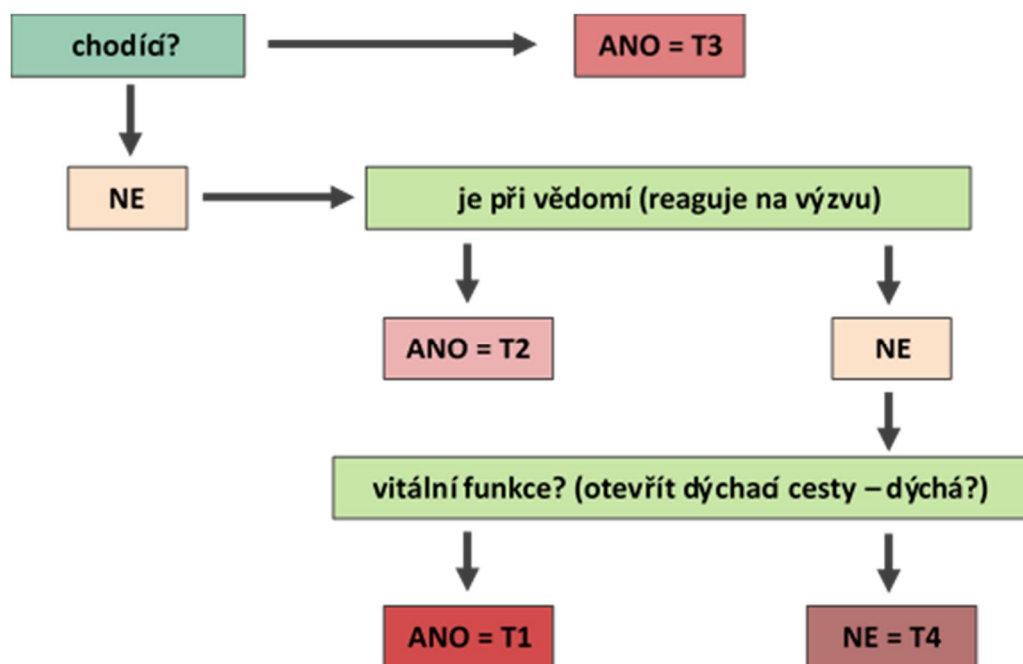 chodící?
ANO = T3
NE
je při vědomí (reaguje na výzvu)
ANO = T2
NE
vitální funkce? (otevřít dýchací cesty – dýchá?)
ANO = T1
NE = T4